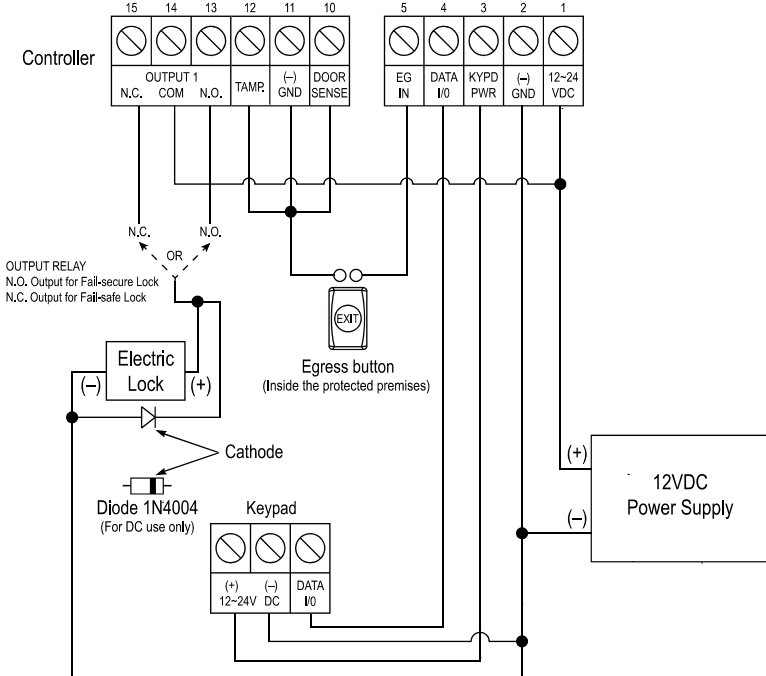 15 14 13 12 11 10 5 4 3 2 1
Controller
OUTPUT 1
N.C. COM N.O.
TAMP.
(–)
GND
DOOR
SENSE
EG
IN
DATA
I/0
KYPD
PWR
(–)
GND
12~24
VDC
N.C. N.O.
OR
OUTPUT RELAY
N.O. Output for Fail-secure Lock
N.C. Output for Fail-safe Lock
EXIT
Egress button
(Inside the protected premises)
Electric
Lock
(–) (+)
Cathode
Diode 1N4004
(For DC use only)
Keypad
(+)
12~24V
(–)
DC
DATA
I/0
(+)
(–)
12VDC
Power Supply